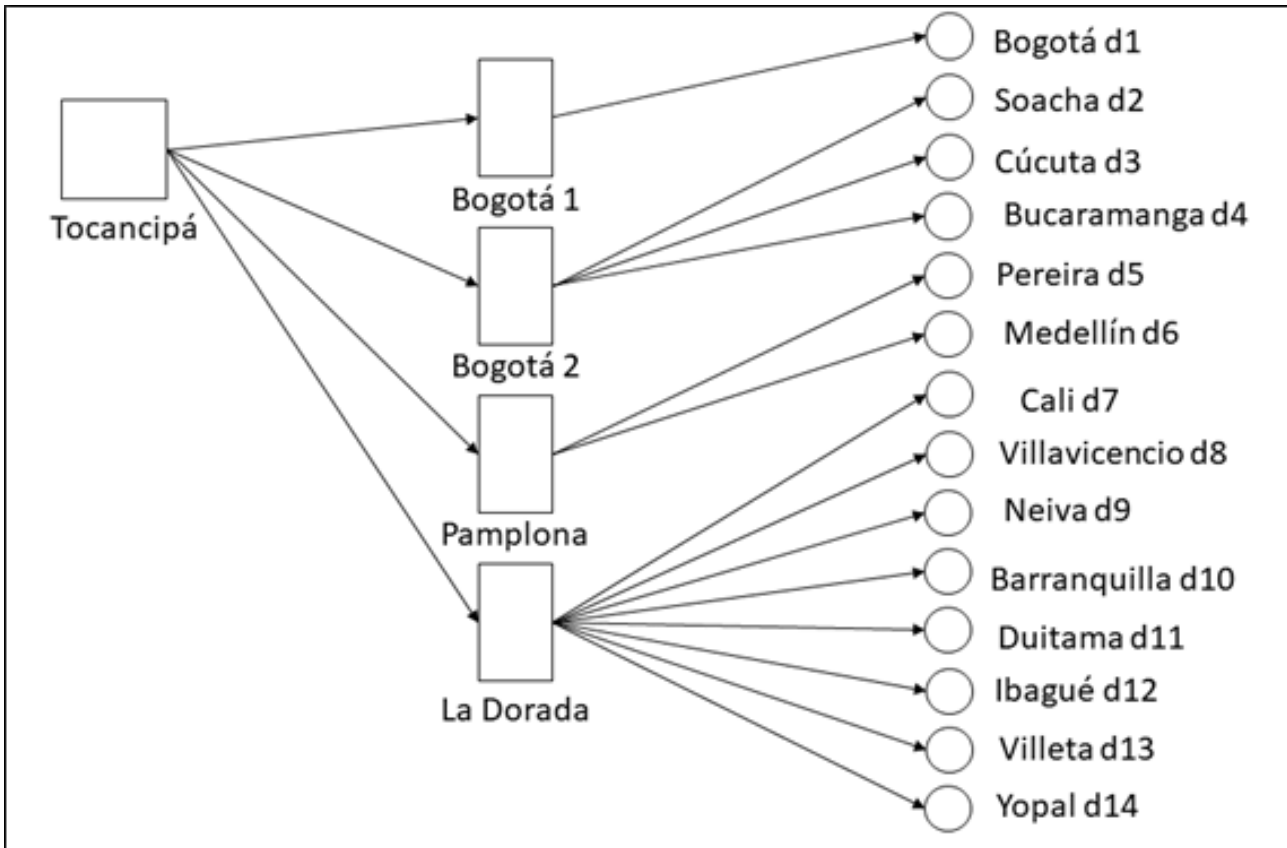 Tocancipá
Bogotá 1
Bogotá 2
Pamplona
La Dorada
Bogotá d1
Soacha d2
Cúcuta d3
Bucaramanga d4
Pereira d5
Medellín d6
Cali d7
Villavicencio d8
Neiva d9
Barranquilla d10
Duitama d11
Ibagué d12
Villeta d13
Yopal d14